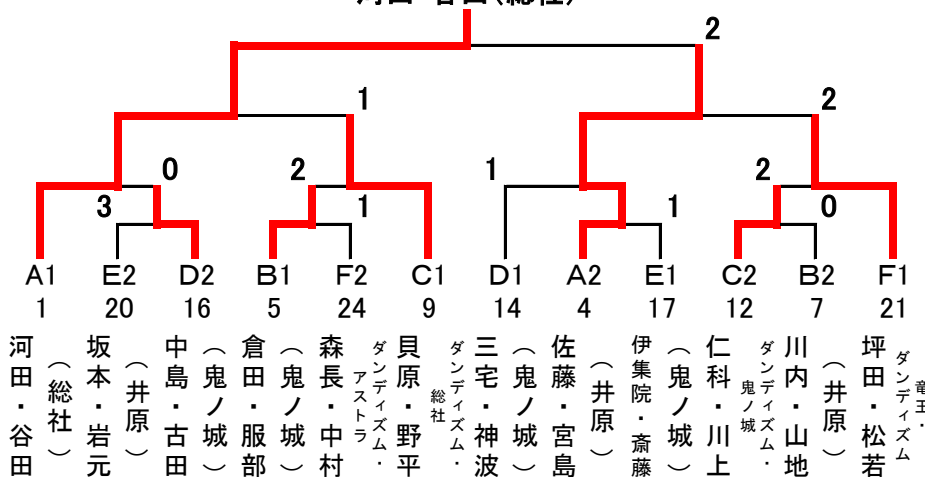 2
1
2
0
2
1
2
3
1
1
0
A1
E2
D2
B1
F2
C1
D1
A2
E1
C2
B2
F1
1
20
16
5
24
9
14
4
17
12
7
21
河田・谷田
（総社）
坂本・岩元
（井原）
中島・古田
（鬼ノ城）
倉田・服部
（鬼ノ城）
森長・中村
ダンディズム・
アストラ
貝原・野平
ダンディズム・
総社
三宅・神波
（鬼ノ城）
佐藤・宮島
（井原）
伊集院・斎藤
（鬼ノ城）
仁科・川上
ダンディズム・
鬼ノ城
川内・山地
（井原）
坪田・松若
竜王・
ダンディズム